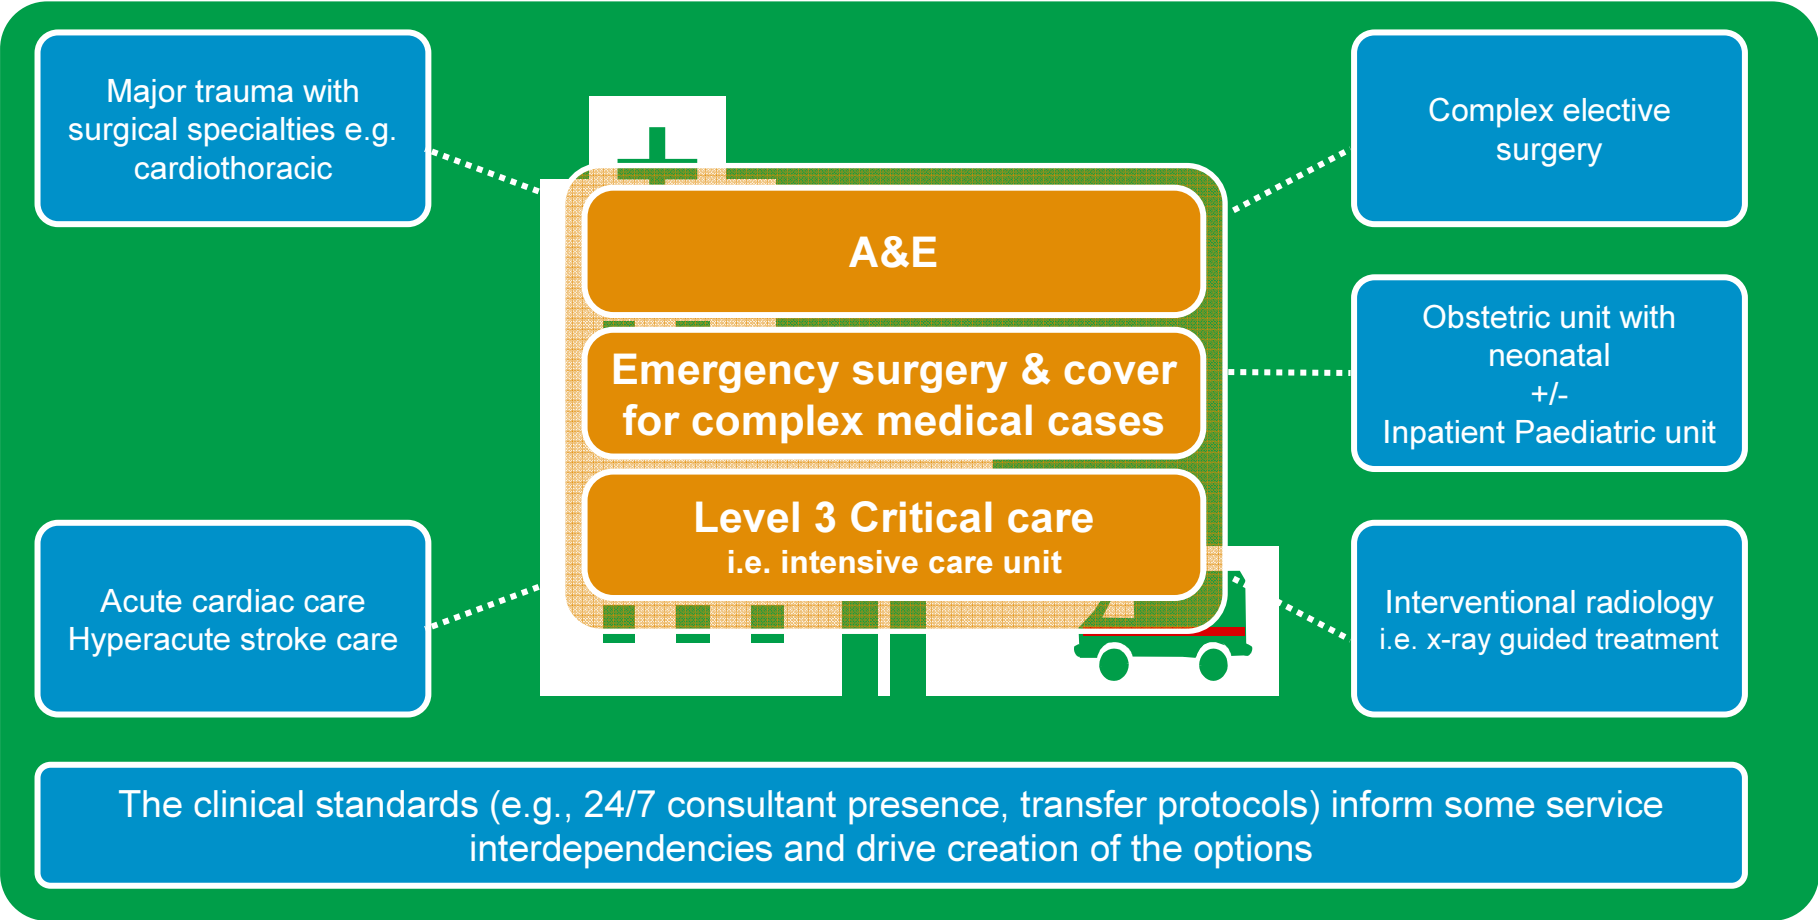 Major trauma with
surgical specialties e.g.
cardiothoracic
Complex elective
surgery
A&E
Emergency surgery & cover
for complex medical cases
Obstetric unit with
neonatal
+/-
Inpatient Paediatric unit
Level 3 Critical care
i.e. intensive care unit
Acute cardiac care
Hyperacute stroke care
Interventional radiology
i.e. x-ray guided treatment
The clinical standards (e.g., 24/7 consultant presence, transfer protocols) inform some service
interdependencies and drive creation of the options